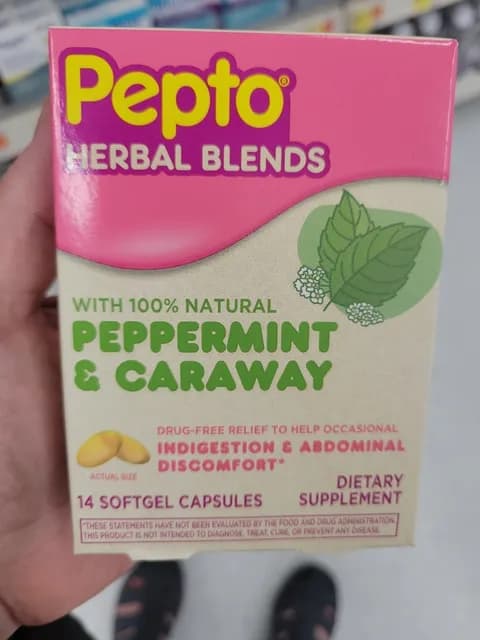 Pepto®
HERBAL BLENDS
WITH 100% NATURAL
PEPPERMINT
& CARAWAY
DRUG-FREE RELIEF TO HELP OCCASIONAL
INDIGESTION & ABDOMINAL
DISCOMFORT*
ACTUAL SIZE
14 SOFTGEL CAPSULES
DIETARY
SUPPLEMENT
*THESE STATEMENTS HAVE NOT BEEN EVALUATED BY THE FOOD AND DRUG ADMINISTRATION.
THIS PRODUCT IS NOT INTENDED TO DIAGNOSE, TREAT, CURE, OR PREVENT ANY DISEASE.